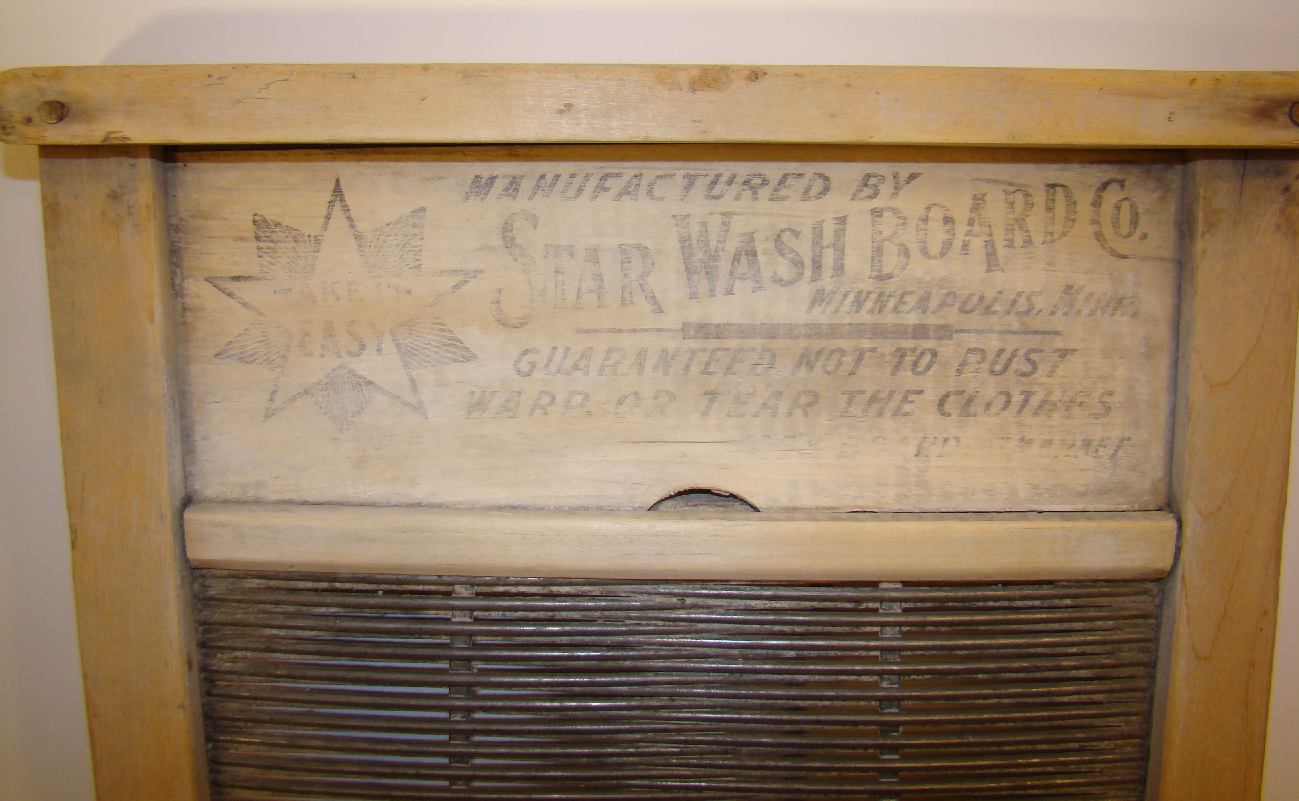 MANUFACTURED BY
STAR WASH BOARD CO.
MINNEAPOLIS, MINN.
TAKE IT
EASY
GUARANTEED NOT TO RUST
WARP OR TEAR THE CLOTHES